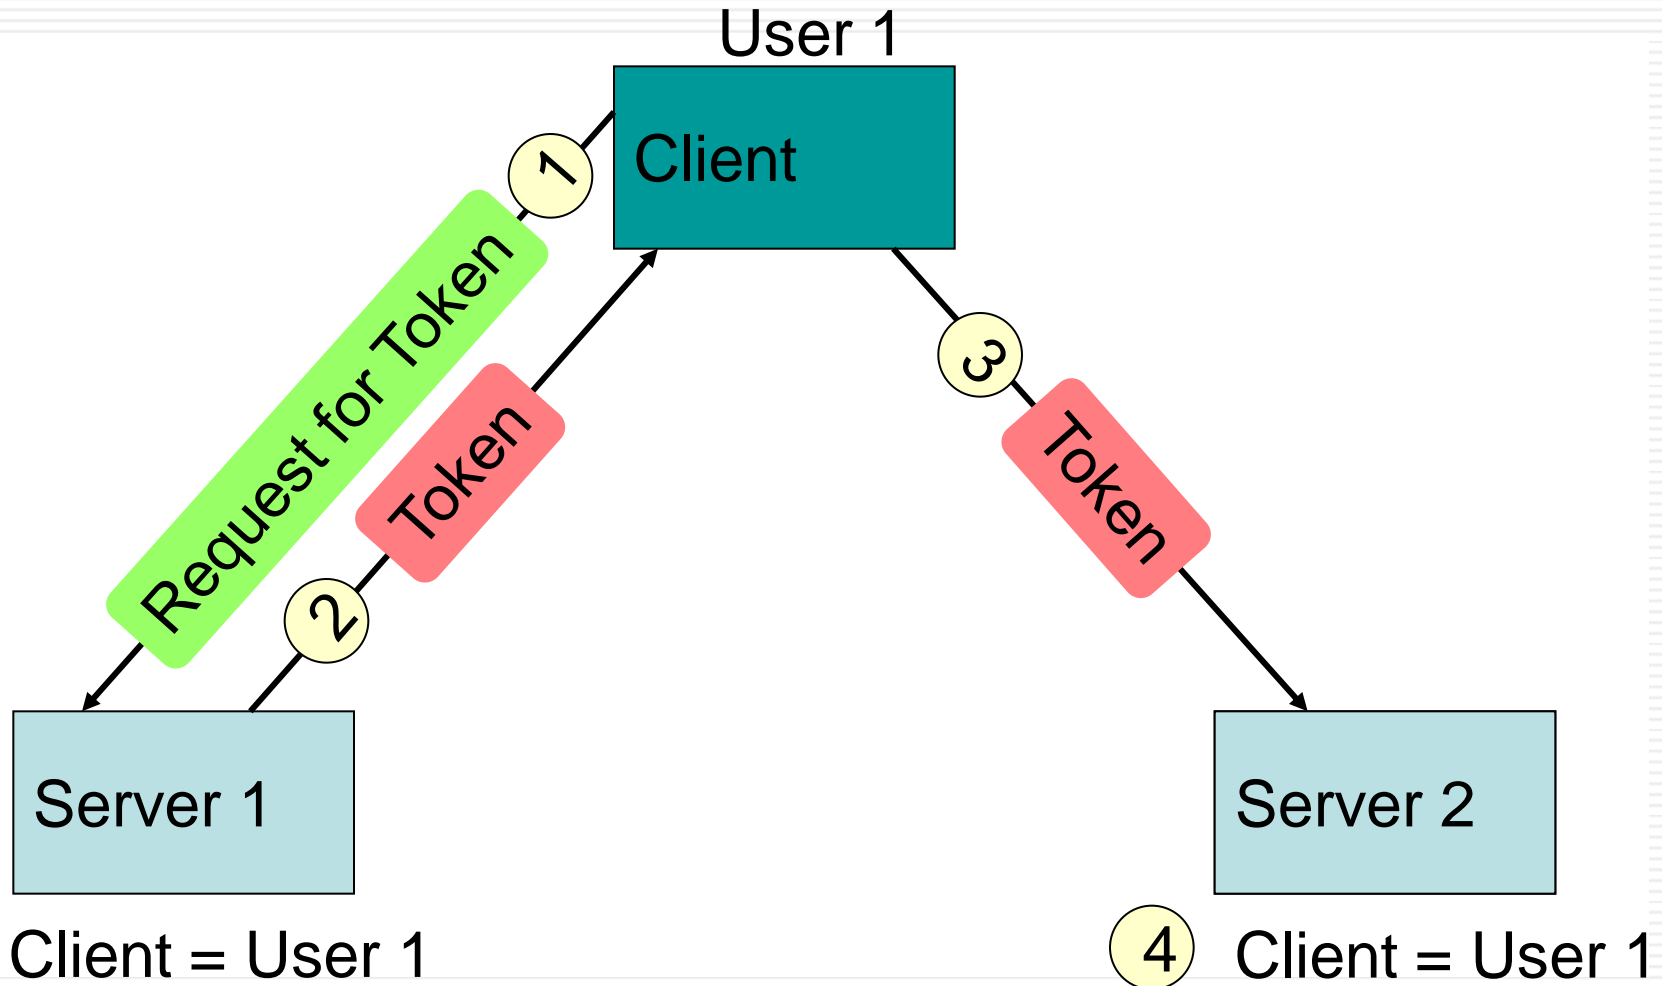 User 1
Client
1
Request for Token
2
Token
3
Token
Server 1
Server 2
Client = User 1
4
Client = User 1